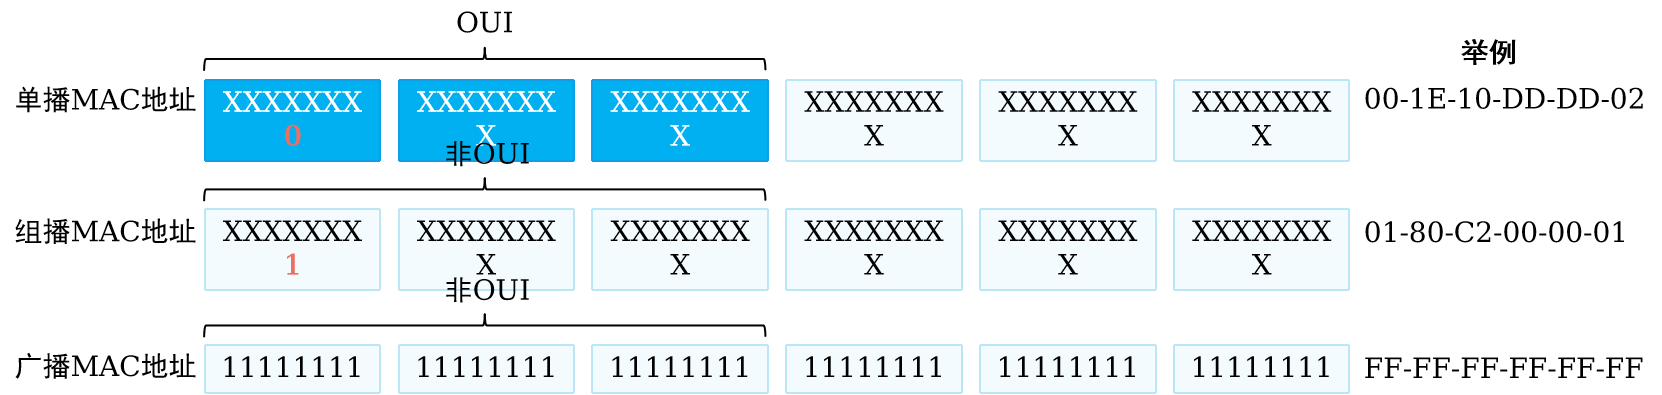 OUI
举例
单播MAC地址 XXXXXXX XXXXXXX XXXXXXX XXXXXXX XXXXXXX XXXXXXX 00-1E-10-DD-DD-02
0 X X X X X
非OUI
组播MAC地址 XXXXXXX XXXXXXX XXXXXXX XXXXXXX XXXXXXX XXXXXXX 01-80-C2-00-00-01
1 X X X X X
非OUI
广播MAC地址 11111111 11111111 11111111 11111111 11111111 11111111 FF-FF-FF-FF-FF-FF